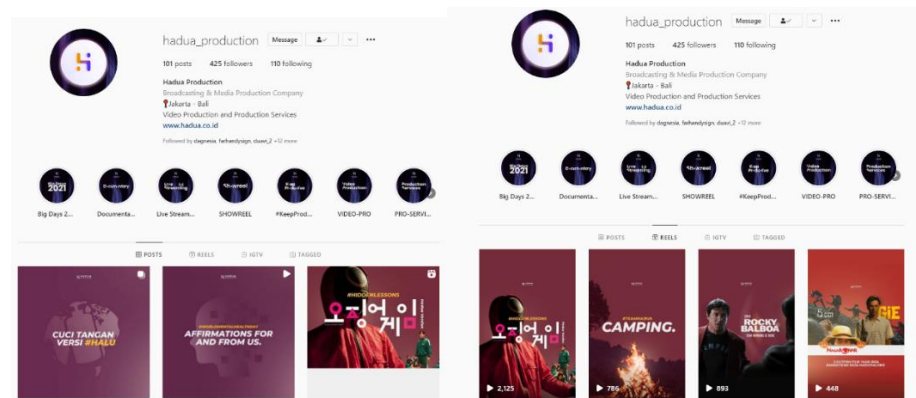 hadua_production Message
101 posts 425 followers 110 following
Hadua Production
Broadcasting & Media Production Company
Jakarta - Bali
Video Production and Production Services
www.hadua.co.id
Followed by dagnesia, farhandysign, +12 more
Big Days 2... Documenta... Live Stream... SHOWREEL #KeepProd... VIDEO-PRO PRO-SERVI...
POSTS REELS IGTV TAGGED
CUCI TANGAN
VERSI #HALU
AFFIRMATIONS FOR
AND FROM US.
#HIDDENLESSONS
오징어
게임
hadua_production Message
101 posts 425 followers 110 following
Hadua Production
Broadcasting & Media Production Company
Jakarta - Bali
Video Production and Production Services
www.hadua.co.id
Followed by dagnesia, farhandysign, +12 more
2021
Big Days 2... Documenta... Live Stream... SHOWREEL #KeepProd... VIDEO-PRO PRO-SERVI...
POSTS REELS IGTV TAGGED
#HIDDENLESSONS
오징어
게임
2,125
CAMPING.
786
ROCKY
BALBOA
893
GIE
448